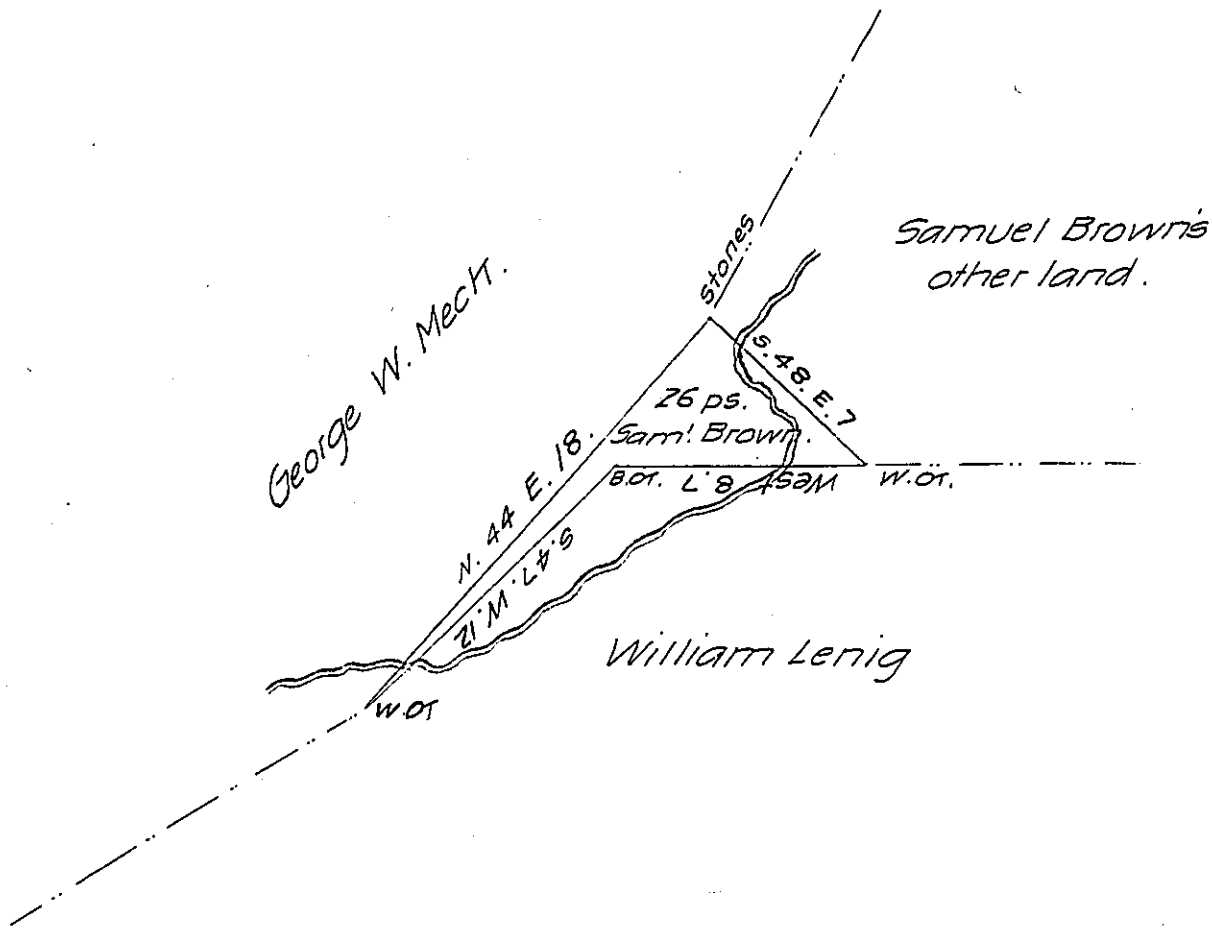 Samuel Brown's
other land.
George W. Meck.
Stones
S. 48. E. 7
26 ps.
Sam'l Brown.
N. 44 E. 18.
B.OT.
West 8.7
W.OT.
S. 47. W. 12
William Lenig
W.OT